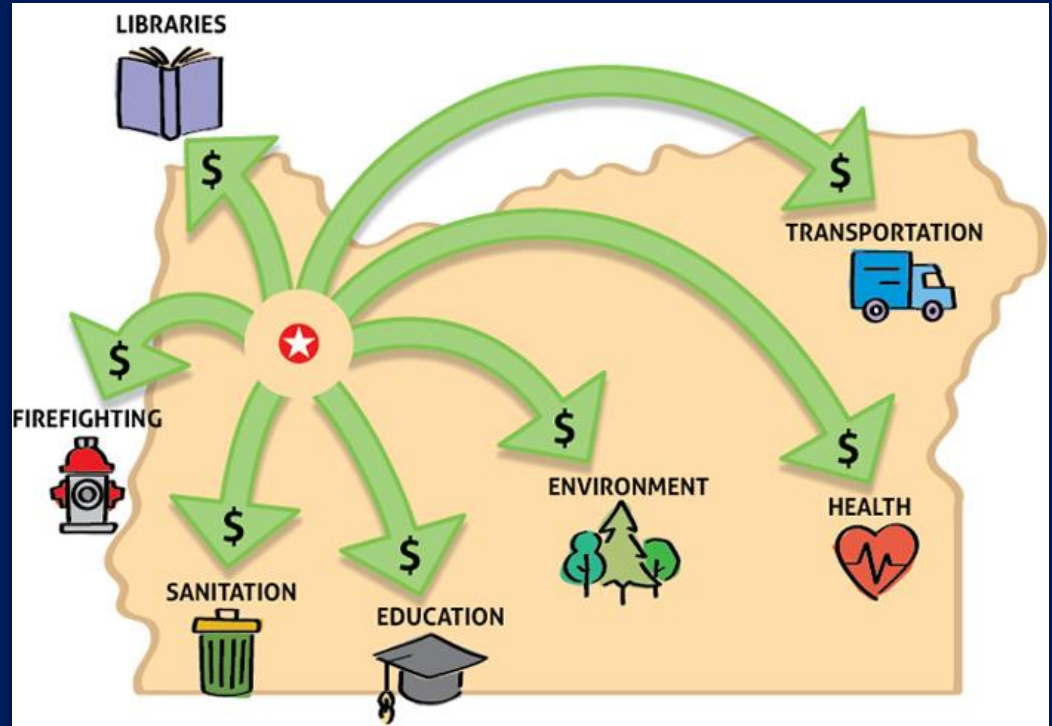 LIBRARIES
$
$
TRANSPORTATION
$
FIREFIGHTING
$
ENVIRONMENT
$
HEALTH
$
SANITATION
$
EDUCATION